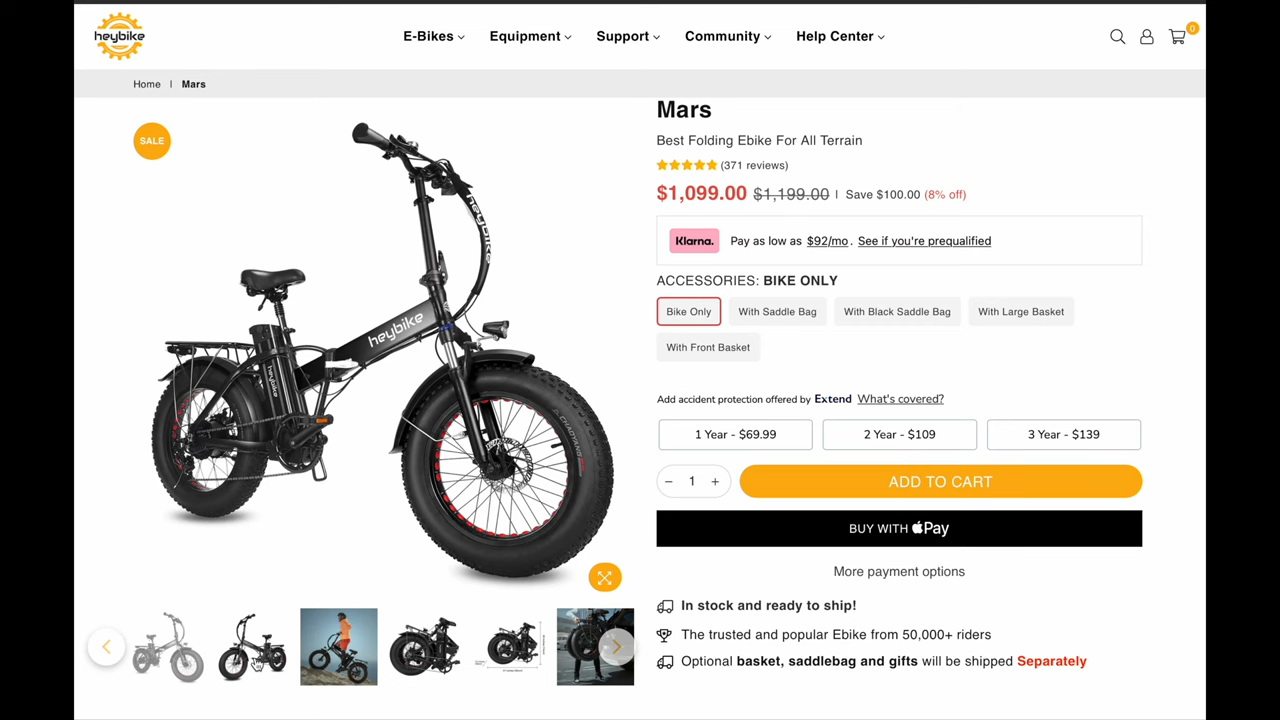 heybike
E-Bikes
Equipment
Support
Community
Help Center
0
Home | Mars
SALE
heybike
heybike
heybike
CHAOYANG
Mars
Best Folding Ebike For All Terrain
(371 reviews)
$1,099.00 $1,199.00 | Save $100.00 (8% off)
Klarna. Pay as low as $92/mo. See if you're prequalified
ACCESSORIES: BIKE ONLY
Bike Only
With Saddle Bag
With Black Saddle Bag
With Large Basket
With Front Basket
Add accident protection offered by Extend What's covered?
1 Year - $69.99
2 Year - $109
3 Year - $139
− 1 +
ADD TO CART
BUY WITH Pay
More payment options
In stock and ready to ship!
The trusted and popular Ebike from 50,000+ riders
Optional basket, saddlebag and gifts will be shipped Separately